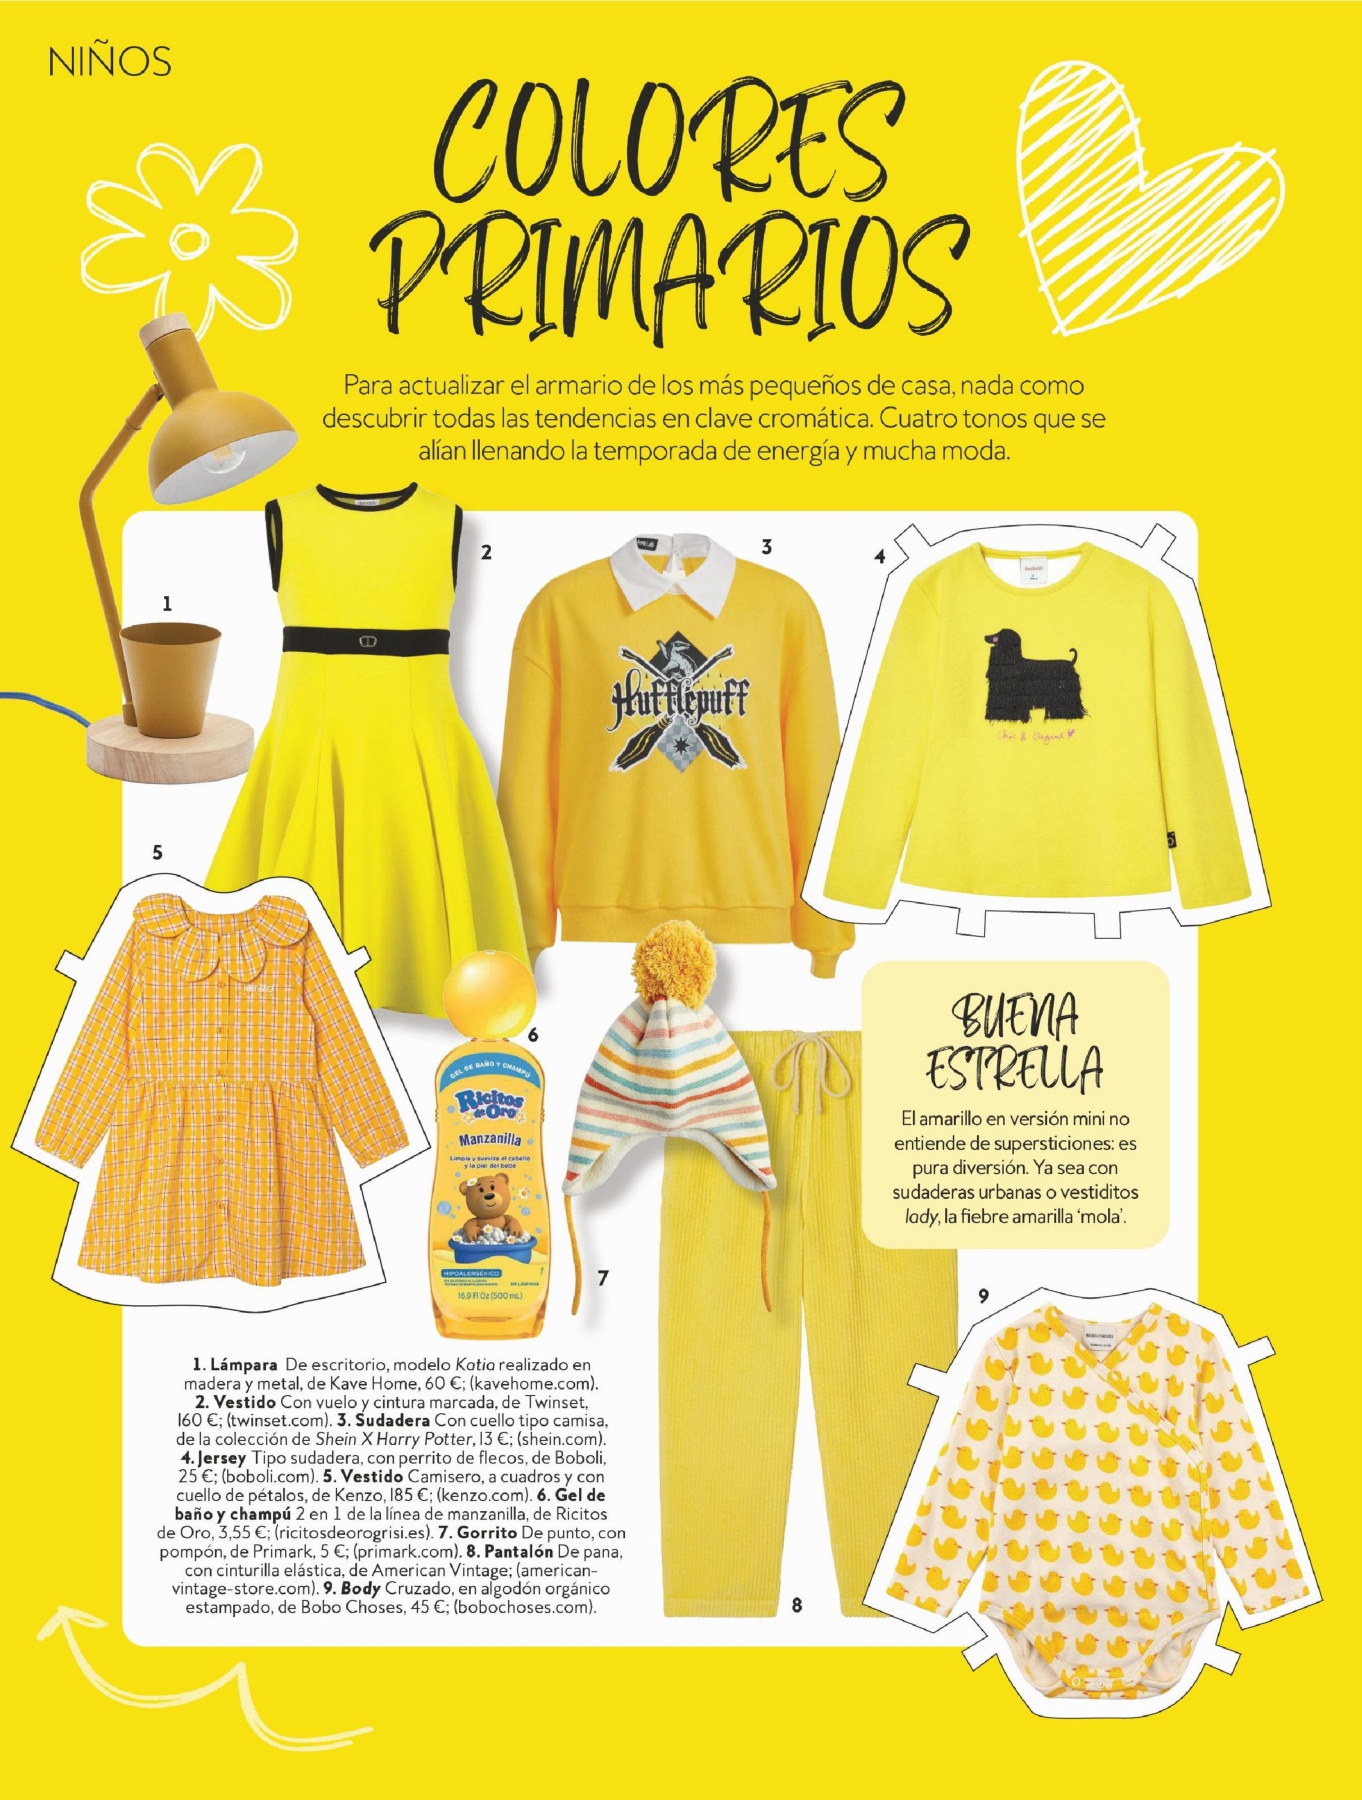 NIÑOS
COLORES
PRIMARIOS
Para actualizar el armario de los más pequeños de casa, nada como
descubrir todas las tendencias en clave cromática. Cuatro tonos que se
alían llenando la temporada de energía y mucha moda.
1
2
3
4
boboli
Hufflepuff
Chic & Elegant
5
6
GEL DE BAÑO Y CHAMPÚ
Ricitos
de Oro
Manzanilla
Limpia y suaviza el cabello
y la piel del bebé
HIPOALERGÉNICO
SIN LÁGRIMAS
16.9 Fl Oz (500 mL)
7
BUENA
ESTRELLA
El amarillo en versión mini no
entiende de supersticiones: es
pura diversión. Ya sea con
sudaderas urbanas o vestiditos
lady, la fiebre amarilla ‘mola’.
8
9
BOBO CHOSES
1. Lámpara De escritorio, modelo Katia realizado en
madera y metal, de Kave Home, 60 €; (kavehome.com).
2. Vestido Con vuelo y cintura marcada, de Twinset,
160 €; (twinset.com). 3. Sudadera Con cuello tipo camisa,
de la colección de Shein X Harry Potter, 13 €; (shein.com).
4. Jersey Tipo sudadera, con perrito de flecos, de Boboli,
25 €; (boboli.com). 5. Vestido Camisero, a cuadros y con
cuello de pétalos, de Kenzo, 185 €; (kenzo.com). 6. Gel de
baño y champú 2 en 1 de la línea de manzanilla, de Ricitos
de Oro, 3,55 €; (ricitosdeorogrisi.es). 7. Gorrito De punto, con
pompón, de Primark, 5 €; (primark.com). 8. Pantalón De pana,
con cinturilla elástica, de American Vintage; (american-
vintage-store.com). 9. Body Cruzado, en algodón orgánico
estampado, de Bobo Choses, 45 €; (bobochoses.com).